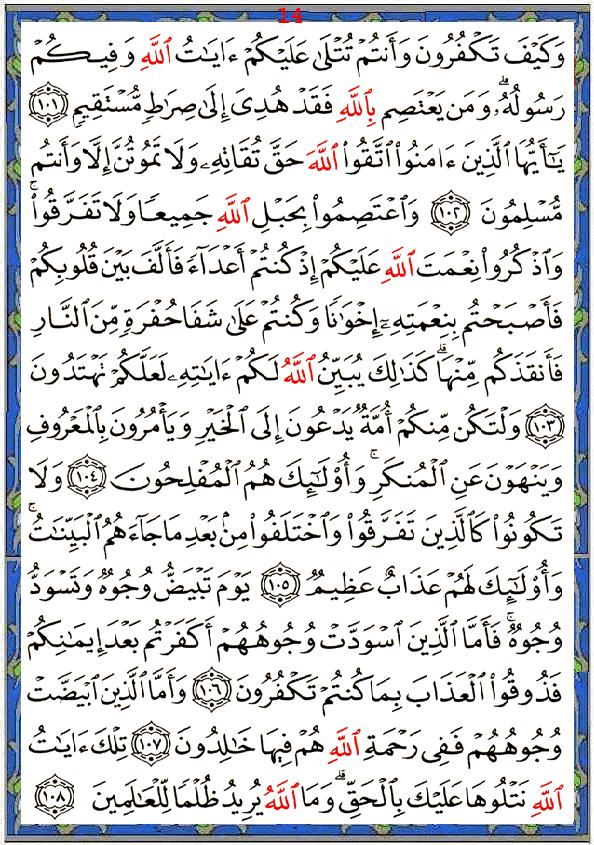 14
وَكَيۡفَ تَكۡفُرُونَ وَأَنتُمۡ تُتۡلَىٰ عَلَيۡكُمۡ ءَايَٰتُ ٱللَّهِ وَفِيكُمۡ
رَسُولُهُۥۗ وَمَن يَعۡتَصِم بِٱللَّهِ فَقَدۡ هُدِيَ إِلَىٰ صِرَٰطٖ مُّسۡتَقِيمٖ ١٠١
يَٰٓأَيُّهَا ٱلَّذِينَ ءَامَنُواْ ٱتَّقُواْ ٱللَّهَ حَقَّ تُقَاتِهِۦ وَلَا تَمُوتُنَّ إِلَّا وَأَنتُم
مُّسۡلِمُونَ ١٠٢ وَٱعۡتَصِمُواْ بِحَبۡلِ ٱللَّهِ جَمِيعٗا وَلَا تَفَرَّقُواْۚ
وَٱذۡكُرُواْ نِعۡمَتَ ٱللَّهِ عَلَيۡكُمۡ إِذۡ كُنتُمۡ أَعۡدَآءٗ فَأَلَّفَ بَيۡنَ قُلُوبِكُمۡ
فَأَصۡبَحۡتُم بِنِعۡمَتِهِۦٓ إِخۡوَٰنٗا وَكُنتُمۡ عَلَىٰ شَفَا حُفۡرَةٖ مِّنَ ٱلنَّارِ
فَأَنقَذَكُم مِّنۡهَاۗ كَذَٰلِكَ يُبَيِّنُ ٱللَّهُ لَكُمۡ ءَايَٰتِهِۦ لَعَلَّكُمۡ تَهۡتَدُونَ
١٠٣ وَلۡتَكُن مِّنكُمۡ أُمَّةٞ يَدۡعُونَ إِلَى ٱلۡخَيۡرِ وَيَأۡمُرُونَ بِٱلۡمَعۡرُوفِ
وَيَنۡهَوۡنَ عَنِ ٱلۡمُنكَرِۚ وَأُوْلَٰٓئِكَ هُمُ ٱلۡمُفۡلِحُونَ ١٠٤ وَلَا
تَكُونُواْ كَٱلَّذِينَ تَفَرَّقُواْ وَٱخۡتَلَفُواْ مِنۢ بَعۡدِ مَا جَآءَهُمُ ٱلۡبَيِّنَٰتُۚ
وَأُوْلَٰٓئِكَ لَهُمۡ عَذَابٌ عَظِيمٞ ١٠٥ يَوۡمَ تَبۡيَضُّ وُجُوهٞ وَتَسۡوَدُّ
وُجُوهٞۚ فَأَمَّا ٱلَّذِينَ ٱسۡوَدَّتۡ وُجُوهُهُمۡ أَكَفَرۡتُم بَعۡدَ إِيمَٰنِكُمۡ
فَذُوقُواْ ٱلۡعَذَابَ بِمَا كُنتُمۡ تَكۡفُرُونَ ١٠٦ وَأَمَّا ٱلَّذِينَ ٱبۡيَضَّتۡ
وُجُوهُهُمۡ فَفِي رَحۡمَةِ ٱللَّهِ هُمۡ فِيهَا خَٰلِدُونَ ١٠٧ تِلۡكَ ءَايَٰتُ
ٱللَّهِ نَتۡلُوهَا عَلَيۡكَ بِٱلۡحَقِّۗ وَمَا ٱللَّهُ يُرِيدُ ظُلۡمٗا لِّلۡعَٰلَمِينَ ١٠٨